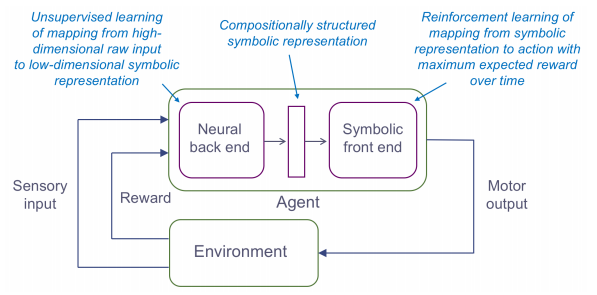 Unsupervised learning
of mapping from high-
dimensional raw input
to low-dimensional symbolic
representation
Compositionally structured
symbolic representation
Reinforcement learning of
mapping from symbolic
representation to action with
maximum expected reward
over time
Neural
back end
Symbolic
front end
Agent
Sensory
input
Reward
Motor
output
Environment